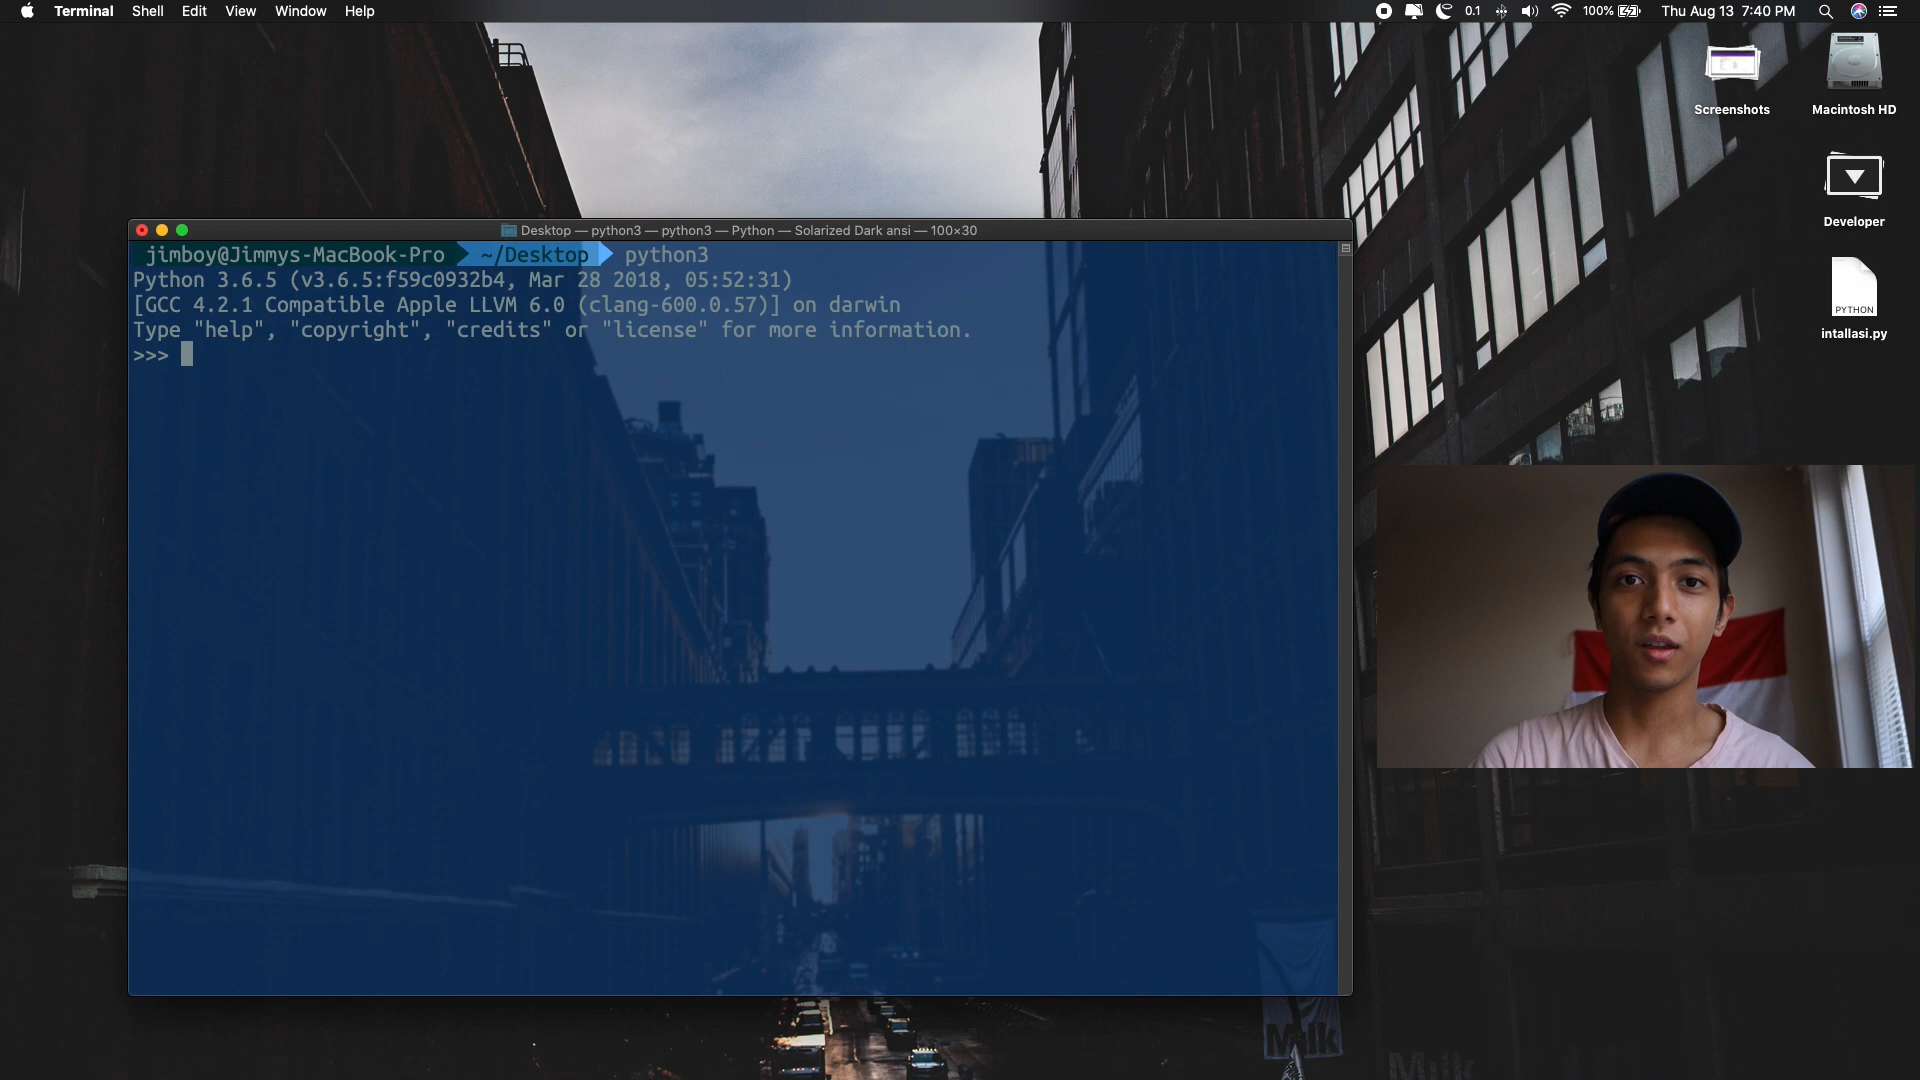 Terminal Shell Edit View Window Help 0.1 100% Thu Aug 13 7:40 PM
Screenshots
Macintosh HD
Developer
PYTHON
intallasi.py
Desktop — python3 — python3 — Python — Solarized Dark ansi — 100×30
jimboy@Jimmys-MacBook-Pro ~/Desktop python3
Python 3.6.5 (v3.6.5:f59c0932b4, Mar 28 2018, 05:52:31)
[GCC 4.2.1 Compatible Apple LLVM 6.0 (clang-600.0.57)] on darwin
Type "help", "copyright", "credits" or "license" for more information.
>>>
Milk
Milk